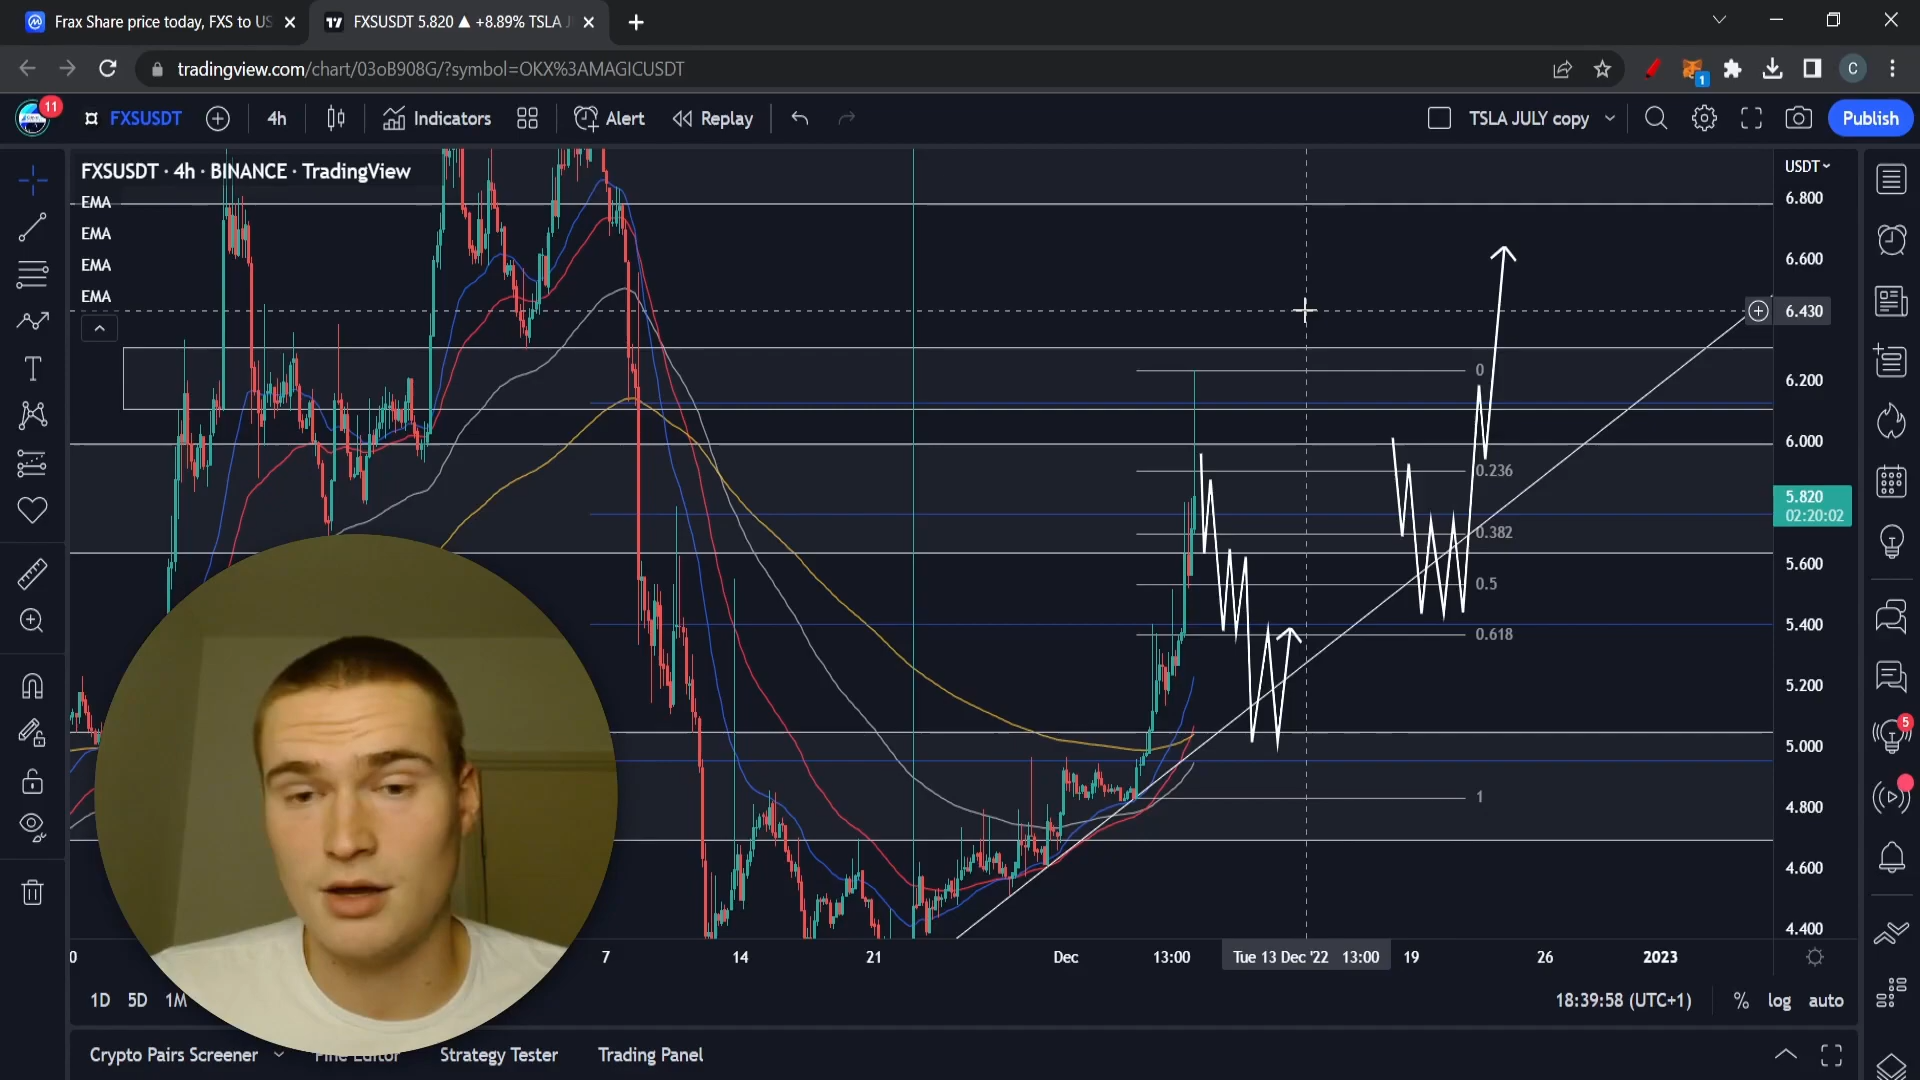 Frax Share price today, FXS to US
FXSUSDT 5.820 ▲ +8.89% TSLA J
tradingview.com/chart/03oB908G/?symbol=OKX%3AMAGICUSDT
1
C
11
FXSUSDT
4h
Indicators
Alert
Replay
TSLA JULY copy
Publish
FXSUSDT · 4h · BINANCE · TradingView
EMA
EMA
EMA
EMA
USDT
6.800
6.600
6.430
6.200
6.000
5.820
02:20:02
5.600
5.400
5.200
5.000
4.800
4.600
4.400
0
0.236
0.382
0.5
0.618
1
5
0
7
14
21
Dec
13:00
Tue 13 Dec '22 13:00
19
26
2023
1D 5D 1M
18:39:58 (UTC+1)
% log auto
Crypto Pairs Screener
Pine Editor
Strategy Tester
Trading Panel